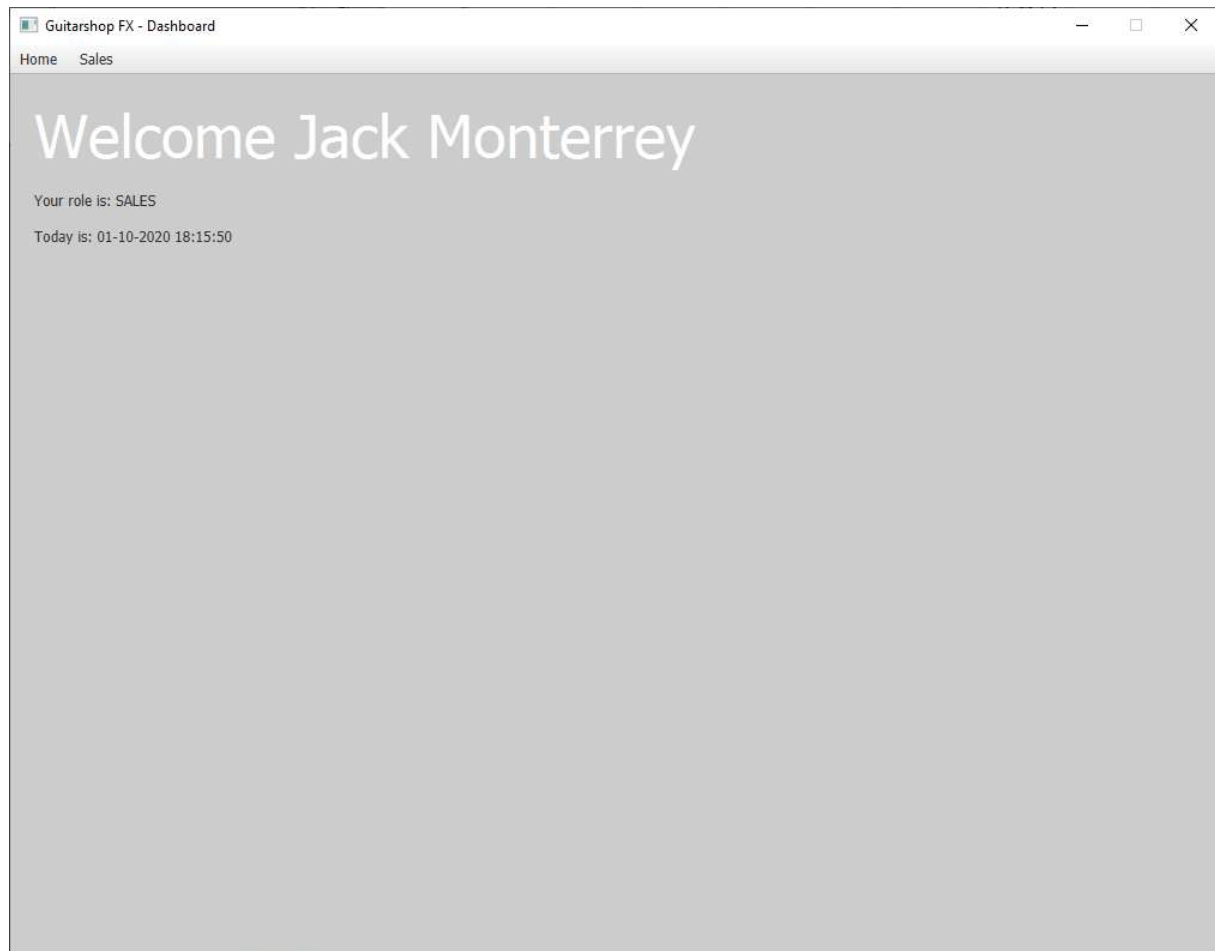 Guitarshop FX - Dashboard
Home Sales
Welcome Jack Monterrey
Your role is: SALES
Today is: 01-10-2020 18:15:50